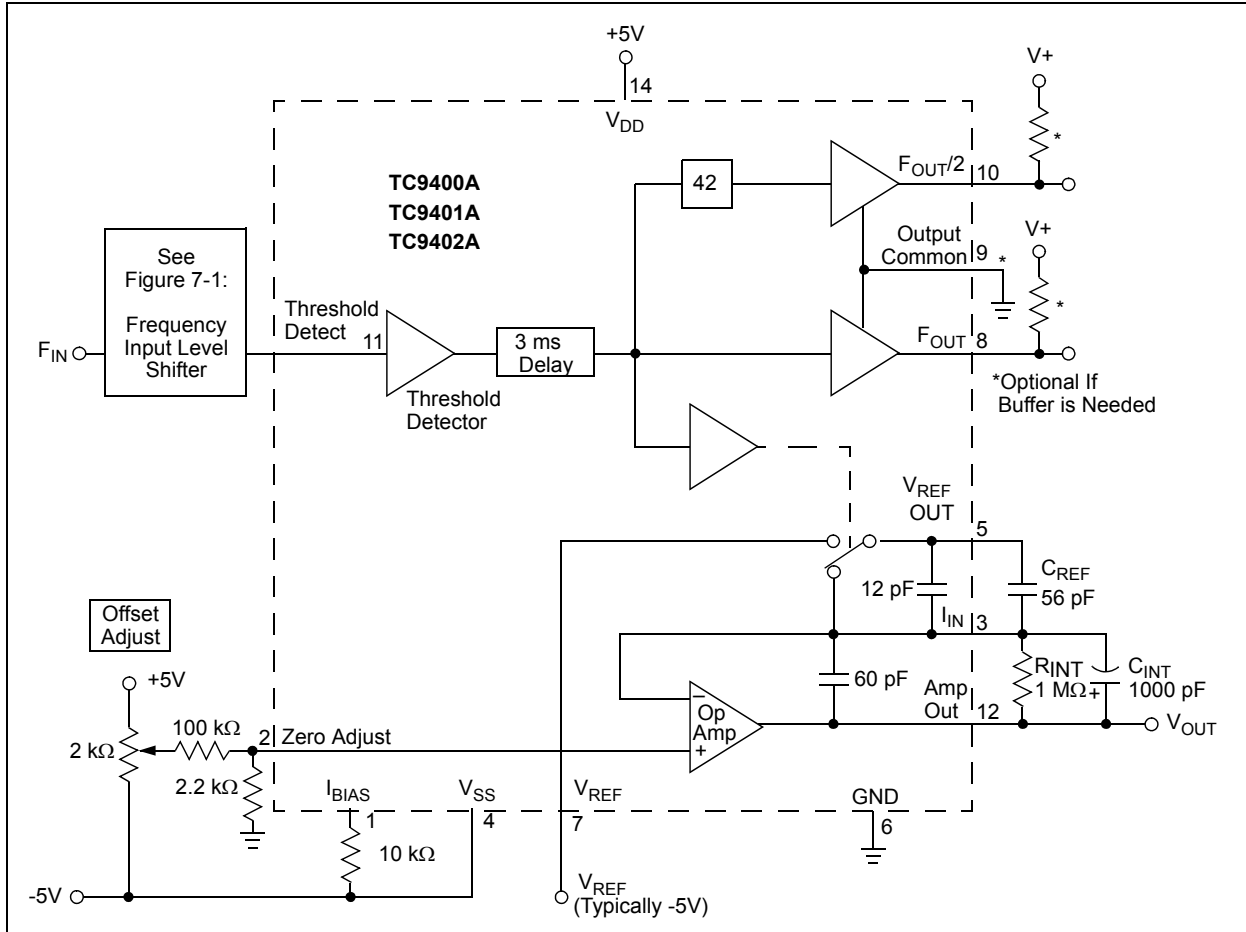 +5V
14
VDD
V+
*
TC9400A
TC9401A
TC9402A
42
FOUT/2
10
See
Figure 7-1:
Frequency
Input Level
Shifter
FIN
Threshold
Detect
11
Threshold
Detector
3 ms
Delay
Output
Common
9
*
V+
*
FOUT
8
*Optional If
Buffer is Needed
VREF
OUT
5
12 pF
CREF
56 pF
IIN
3
60 pF
RINT
1 MΩ
+
CINT
1000 pF
Amp
Out
12
VOUT
–
Op
Amp
+
Offset
Adjust
+5V
2 kΩ
100 kΩ
2
Zero Adjust
2.2 kΩ
IBIAS
1
VSS
4
VREF
7
GND
6
10 kΩ
-5V
VREF
(Typically -5V)